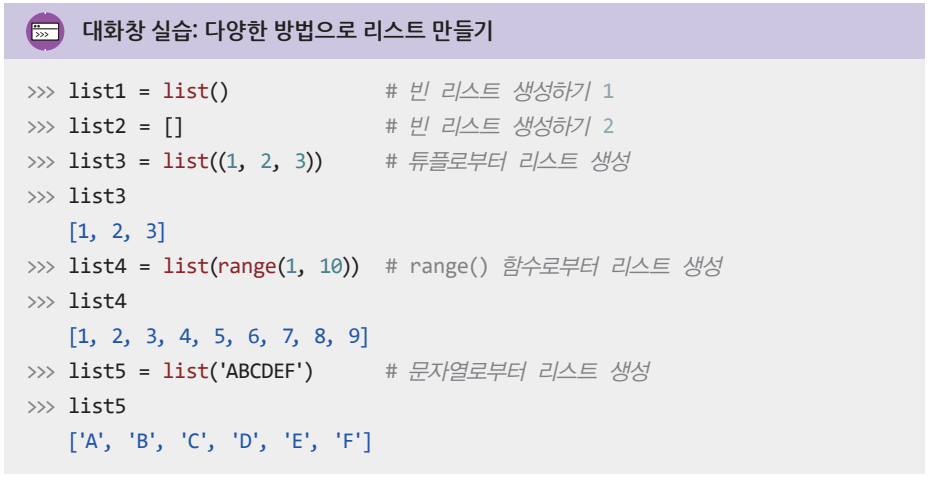 대화창 실습: 다양한 방법으로 리스트 만들기
>>> list1 = list() # 빈 리스트 생성하기 1
>>> list2 = [] # 빈 리스트 생성하기 2
>>> list3 = list((1, 2, 3)) # 튜플로부터 리스트 생성
>>> list3
[1, 2, 3]
>>> list4 = list(range(1, 10)) # range() 함수로부터 리스트 생성
>>> list4
[1, 2, 3, 4, 5, 6, 7, 8, 9]
>>> list5 = list('ABCDEF') # 문자열로부터 리스트 생성
>>> list5
['A', 'B', 'C', 'D', 'E', 'F']